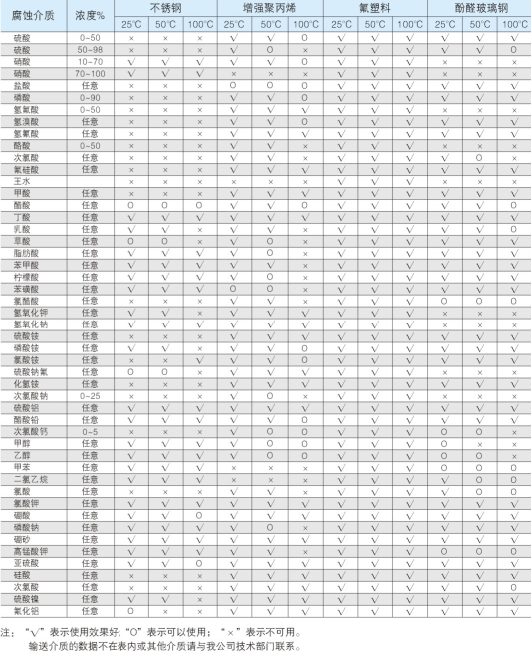 腐蚀介质 浓度% 不锈钢 增强聚丙烯 氟塑料 酚醛玻璃钢
25℃ 50℃ 100℃ 25℃ 50℃ 100℃ 25℃ 50℃ 100℃ 25℃ 50℃ 100℃
硫酸 0~50 × × × √ √ O √ √ √ √ √ √
硫酸 50~98 × × × √ O × √ √ √ √ √ O
硝酸 10~70 √ √ √ √ √ O √ √ √ × × ×
硝酸 70~100 √ √ √ × × × √ √ √ × × ×
盐酸 任意 × × × O O O √ √ √ √ √ √
磷酸 0~90 × × × √ √ O √ √ √ √ √ √
氢氟酸 0~50 × × × √ √ √ √ √ √ × × ×
氢溴酸 任意 × × × √ √ O √ √ √ √ √ √
氢氰酸 任意 × × × √ √ √ √ √ √ √ √ √
酪酸 0~50 × × × √ √ × √ √ √ × × ×
次氯酸 任意 × × × √ √ × √ √ √ √ O √
氟硅酸 任意 × × × √ √ √ √ √ √ √ √ √
王水 × × × × × × √ √ √ × × ×
甲酸 任意 × × × √ √ √ √ √ √ √ √ √
醋酸 任意 O O O √ √ O √ √ √ √ √ O
丁酸 任意 √ √ √ √ √ √ √ √ √ √ √ √
乳酸 任意 √ √ × √ √ × √ √ √ √ √ O
草酸 任意 O O × √ O × √ √ √ √ √ √
脂肪酸 任意 √ √ √ √ O × √ √ √ √ √ √
苯甲酸 任意 √ √ √ √ √ × √ √ √ √ √ √
柠檬酸 任意 √ √ √ √ O × √ √ √ √ √ √
苯磺酸 任意 √ √ √ O O × √ √ √ √ √ √
氯醋酸 任意 × × × √ √ × √ √ √ O O O
氢氧化钾 任意 √ √ × √ √ √ √ √ √ × × ×
氢氧化钠 任意 √ √ √ √ √ √ √ √ √ × × ×
硫酸铵 任意 × × × √ √ √ √ √ √ √ √ √
磷酸铵 任意 √ √ × √ √ O √ √ √ √ √ √
氯酸铵 任意 × × √ √ √ O √ √ √ √ √ √
硫酸钠氟 任意 O O × √ √ √ √ √ √ × × ×
化氢铵 任意 × × × √ √ √ √ √ √ √ √ √
次氯酸钠 0~25 × × × √ O × √ √ √ × × ×
硫酸铝 任意 √ √ √ √ √ √ √ √ √ √ √ √
醋酸铅 任意 √ √ √ √ O O √ √ √ √ √ √
次氯酸钙 0~5 × × × √ O O √ √ √ O O ×
甲醇 任意 √ √ √ √ O O √ √ √ O × ×
乙醇 任意 √ √ √ √ O O √ √ √ O O ×
甲苯 任意 √ √ √ × × × √ √ √ O O O
二氯乙烷 任意 √ √ √ × × × √ √ √ √ O O
氯酸 任意 × × × √ √ × √ √ √ √ O O
氯酸钾 任意 √ √ √ √ √ √ √ √ √ √ √ √
硼酸 任意 √ √ O √ √ √ √ √ √ √ √ √
磷酸钠 任意 √ √ √ √ O × √ √ √ √ √ √
硼砂 任意 √ √ √ √ √ √ √ √ √ √ √ √
高锰酸钾 任意 √ √ √ √ √ × √ √ √ O O O
亚硫酸 任意 √ √ O √ √ √ √ √ √ √ √ √
硅酸 任意 × × × √ √ √ √ √ √ √ √ √
次氯酸 任意 × × × √ √ √ √ √ √ √ √ O
硫酸镍 任意 √ √ × √ √ √ √ √ √ √ √ √
氟化铝 任意 O × × √ √ √ √ √ √ √ √ √
注：“√”表示使用效果好;“O”表示可以使用；“×”表示不可用。
输送介质的数据不在表内或其他介质请与我公司技术部门联系。